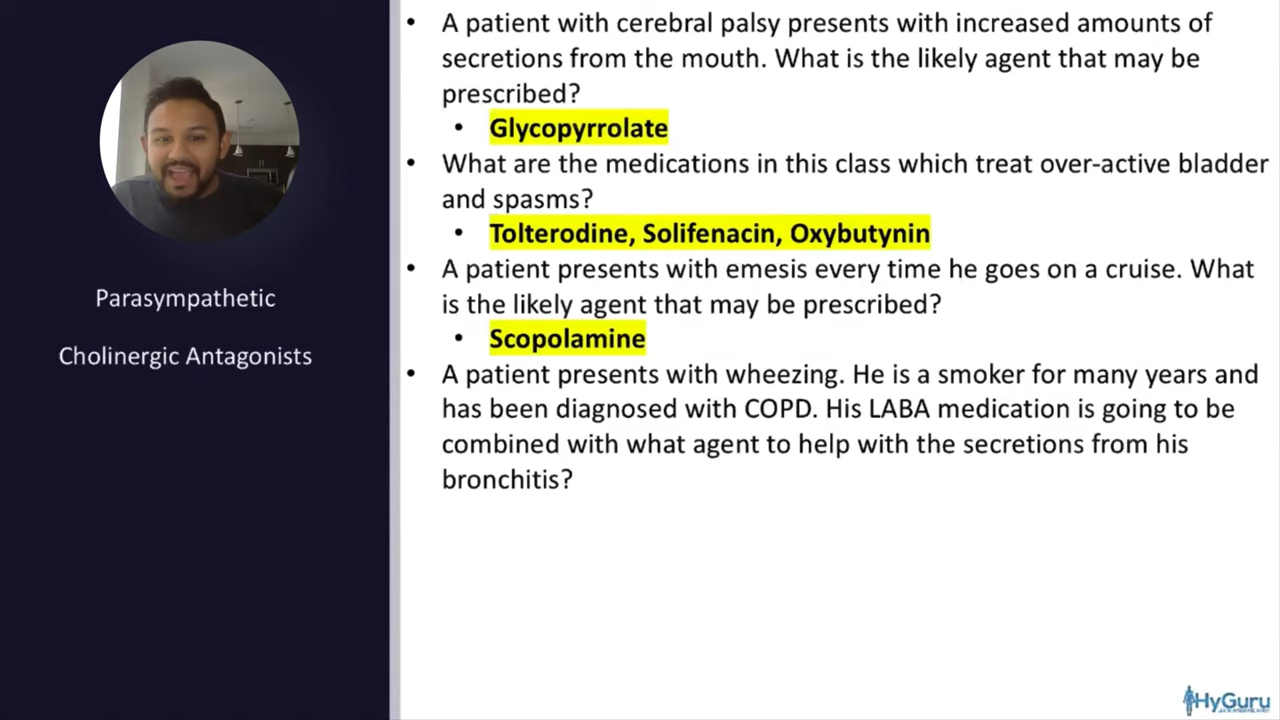 Parasympathetic
Cholinergic Antagonists
• A patient with cerebral palsy presents with increased amounts of
secretions from the mouth. What is the likely agent that may be
prescribed?
• Glycopyrrolate
• What are the medications in this class which treat over-active bladder
and spasms?
• Tolterodine, Solifenacin, Oxybutynin
• A patient presents with emesis every time he goes on a cruise. What
is the likely agent that may be prescribed?
• Scopolamine
• A patient presents with wheezing. He is a smoker for many years and
has been diagnosed with COPD. His LABA medication is going to be
combined with what agent to help with the secretions from his
bronchitis?
HyGuru